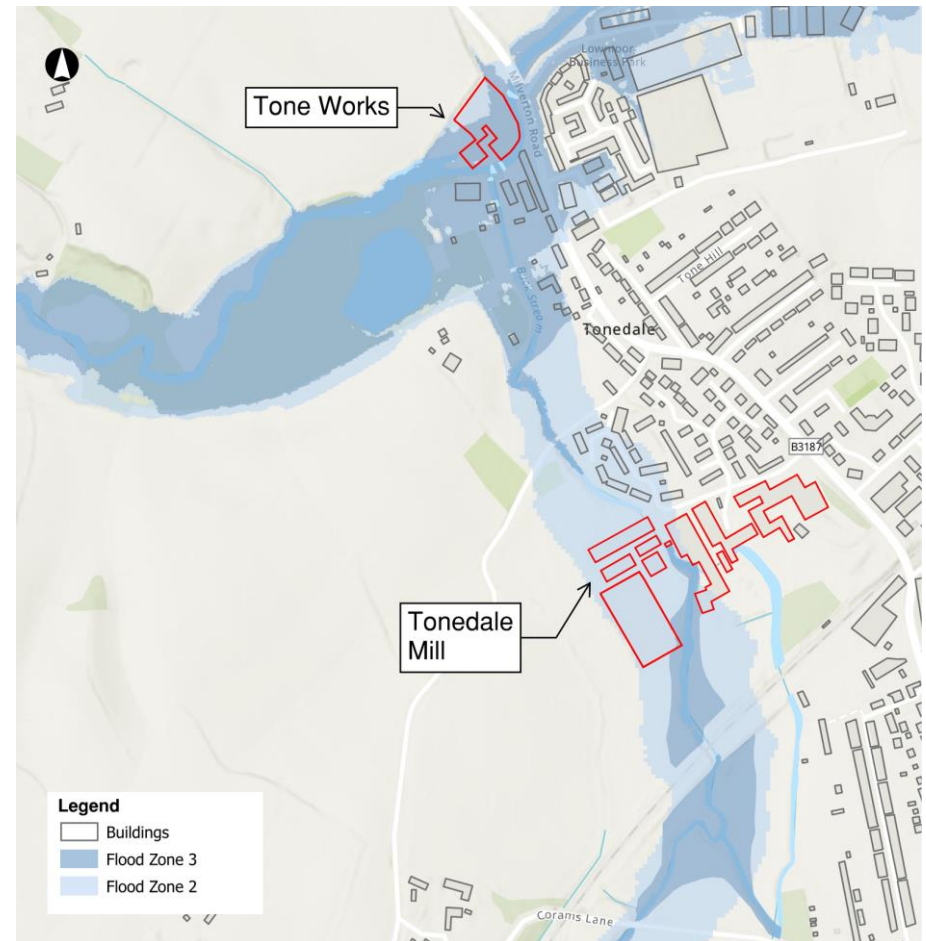 Lowmoor
Business Park
Tone Works
Milverton Road
Tone Hill
Back Stream
Tonedale
B3187
Tonedale
Mill
Legend
Buildings
Flood Zone 3
Flood Zone 2
Corams Lane